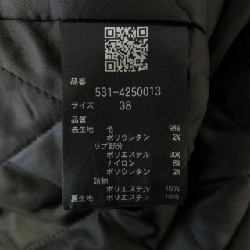 品番
531-4250013
サイズ
38
品質
表生地 毛 98%
ポリウレタン 2%
リブ部分
ポリエステル 90%
ナイロン 8%
ポリウレタン 2%
詰物
ポリエステル 100%
裏生地 ポリエステル 100%